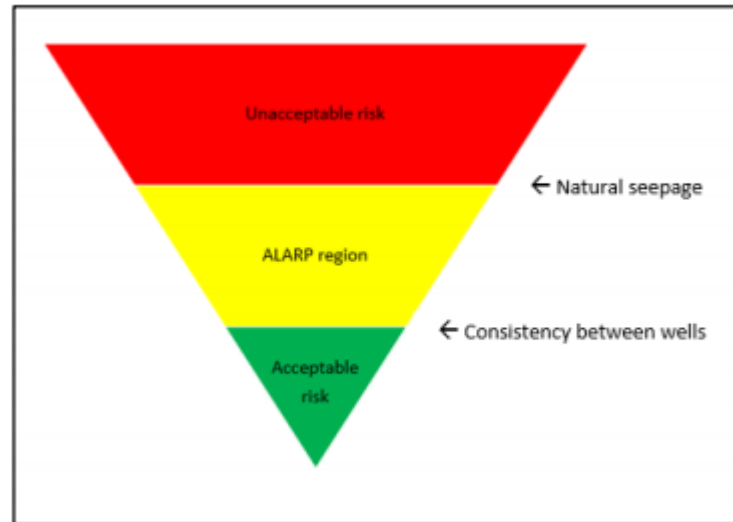 Unacceptable risk
← Natural seepage
ALARP region
← Consistency between wells
Acceptable
risk